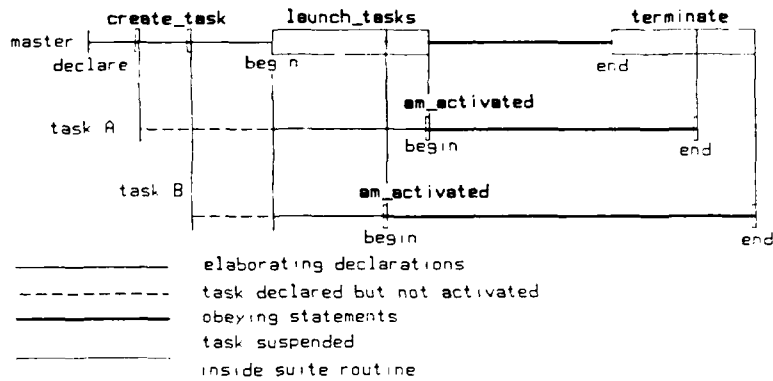 create_task launch_tasks terminate
master
declare begin end
am_activated
task A
begin end
task B am_activated
begin end
elaborating declarations
task declared but not activated
obeying statements
task suspended
inside suite routine